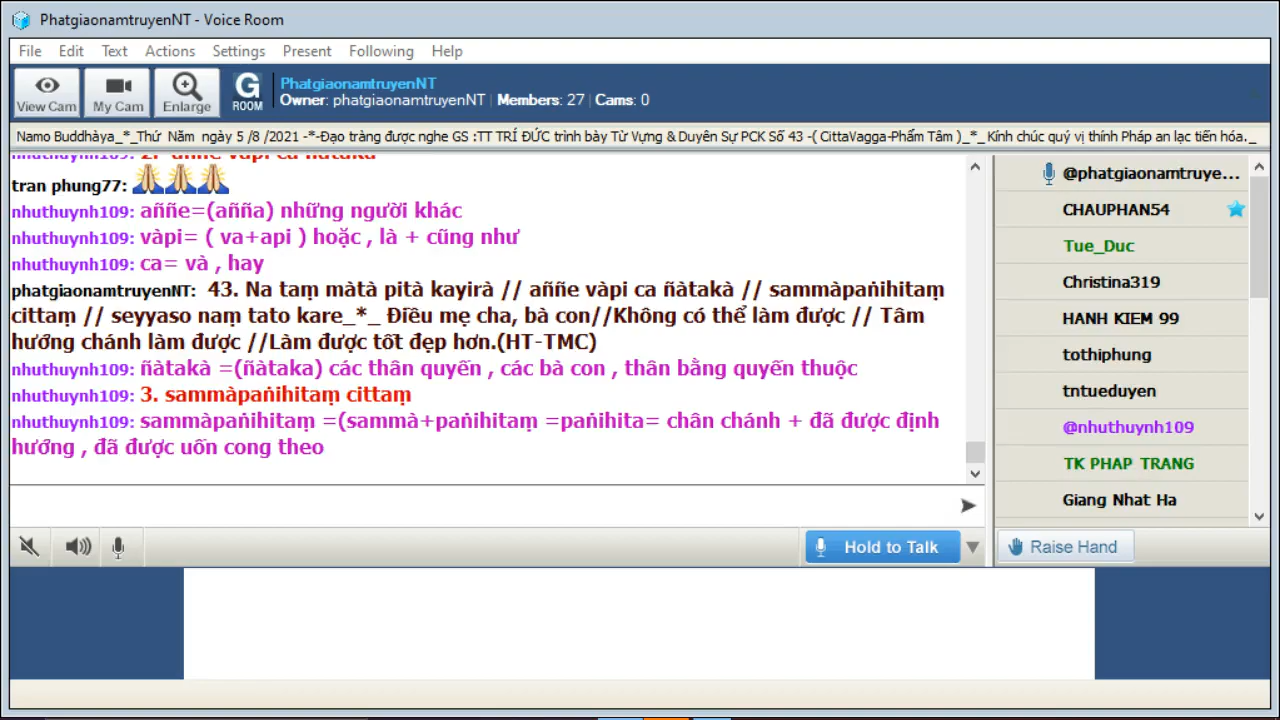 PhatgiaonamtruyenNT - Voice Room
File Edit Text Actions Settings Present Following Help
View Cam My Cam Enlarge G ROOM
PhatgiaonamtruyenNT
Owner: phatgiaonamtruyenNT | Members: 27 | Cams: 0
Namo Buddhàya_*_Thứ Năm ngày 5 /8 /2021 -*-Đạo tràng được nghe GS :TT TRÍ ĐỨC trình bày Từ Vựng & Duyên Sự PCK Số 43 -( CittaVagga-Phẩm Tâm )_*_Kính chúc quý vị thính Pháp an lạc tiến hóa._
nhuthuynh109: 2. aññe vàpi ca ñàtakà
tran phung77: 🙏🙏🙏
nhuthuynh109: aññe=(añña) những người khác
nhuthuynh109: vàpi= ( va+api ) hoặc , là + cũng như
nhuthuynh109: ca= và , hay
phatgiaonamtruyenNT: 43. Na taṃ màtà pità kayirà // aññe vàpi ca ñàtakà // sammàpaṅihitaṃ
cittaṃ // seyyaso naṃ tato kare_*_ Điều mẹ cha, bà con//Không có thể làm được // Tâm
hướng chánh làm được //Làm được tốt đẹp hơn.(HT-TMC)
nhuthuynh109: ñàtakà =(ñàtaka) các thân quyến , các bà con , thân bằng quyến thuộc
nhuthuynh109: 3. sammàpaṅihitaṃ cittaṃ
nhuthuynh109: sammàpaṅihitaṃ =(sammà+paṅihitaṃ =paṅihita= chân chánh + đã được định
hướng , đã được uốn cong theo
@phatgiaonamtruye...
CHAUPHAN54
Tue_Duc
Christina319
HANH KIEM 99
tothiphung
tntueduyen
@nhuthuynh109
TK PHAP TRANG
Giang Nhat Ha
Hold to Talk
Raise Hand